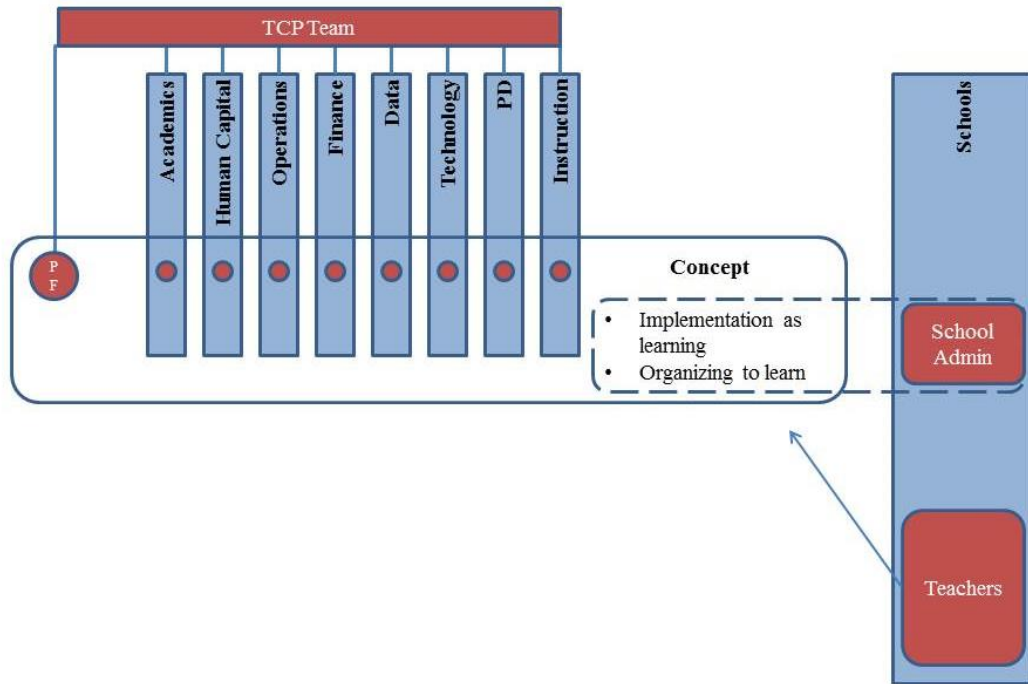 TCP Team
Academics
Human Capital
Operations
Finance
Data
Technology
PD
Instruction
Schools
P
F
Concept
• Implementation as
learning
• Organizing to learn
School
Admin
Teachers